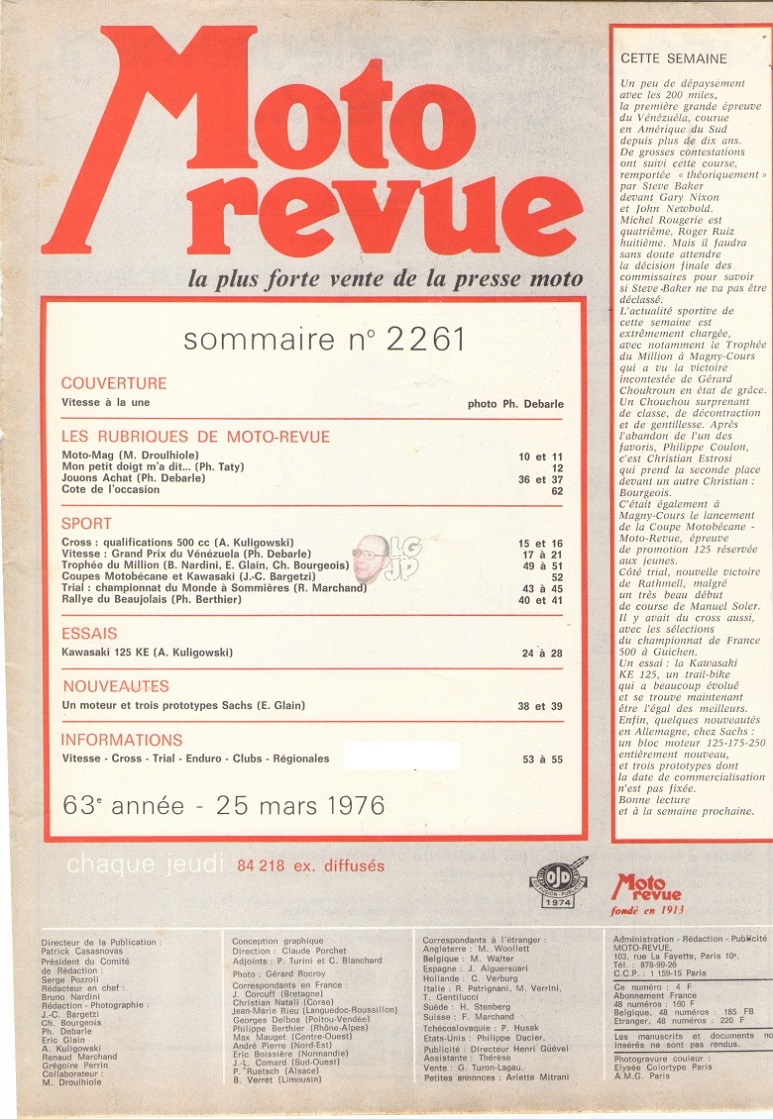 Moto
revue
la plus forte vente de la presse moto
sommaire n° 2261
COUVERTURE
Vitesse à la une photo Ph. Debarle
LES RUBRIQUES DE MOTO-REVUE
Moto-Mag (M. Droulhiole) 10 et 11
Mon petit doigt m'a dit... (Ph. Taty) 12
Jouons Achat (Ph. Debarle) 36 et 37
Cote de l'occasion 62
SPORT
Cross : qualifications 500 cc (A. Kuligowski) 15 et 16
Vitesse : Grand Prix du Vénézuela (Ph. Debarle) 17 à 21
Trophée du Million (B. Nardini, E. Glain, Ch. Bourgeois) 49 à 51
Coupes Motobécane et Kawasaki (J.-C. Bargetzi) 52
Trial : championnat du Monde à Sommières (R. Marchand) 43 à 45
Rallye du Beaujolais (Ph. Berthier) 40 et 41
LG
JP
ESSAIS
Kawasaki 125 KE (A. Kuligowski) 24 à 28
NOUVEAUTES
Un moteur et trois prototypes Sachs (E. Glain) 38 et 39
INFORMATIONS
Vitesse - Cross - Trial - Enduro - Clubs - Régionales 53 à 55
63e année - 25 mars 1976
chaque jeudi 84 218 ex. diffusés
CETTE SEMAINE
Un peu de dépaysement
avec les 200 miles,
la première grande épreuve
du Vénézuéla, courue
en Amérique du Sud
depuis plus de dix ans.
De grosses contestations
ont suivi cette course,
remportée « théoriquement »
par Steve Baker
devant Gary Nixon
et John Newbold.
Michel Rougerie est
quatrième, Roger Ruiz
huitième. Mais il faudra
sans doute attendre
la décision finale des
commissaires pour savoir
si Steve Baker ne va pas être
déclassé.
L'actualité sportive de
cette semaine est
extrêmement chargée,
avec notamment le Trophée
du Million à Magny-Cours
qui a vu la victoire
incontestée de Gérard
Choukroun en état de grâce.
Un Chouchou surprenant
de classe, de décontraction
et de gentillesse. Après
l'abandon de l'un des
favoris, Philippe Coulon,
c'est Christian Estrosi
qui prend la seconde place
devant un autre Christian :
Bourgeois.
C'était également à
Magny-Cours le lancement
de la Coupe Motobécane -
Moto-Revue, épreuve
de promotion 125 réservée
aux jeunes.
Côté trial, nouvelle victoire
de Rathmell, malgré
un très beau début
de course de Manuel Soler.
Il y avait du cross aussi,
avec les sélections
du championnat de France
500 à Guichen.
Un essai : la Kawasaki
KE 125, un trail-bike
qui a beaucoup évolué
et se trouve maintenant
être l'égal des meilleurs.
Enfin, quelques nouveautés
en Allemagne, chez Sachs :
un bloc moteur 125-175-250
entièrement nouveau,
et trois prototypes dont
la date de commercialisation
n'est pas fixée.
Bonne lecture
et à la semaine prochaine.
OJD
DIFFUSION
1974
Moto
revue
fondé en 1913
Directeur de la Publication :
Patrick Casasnovas
Président du Comité
de Rédaction :
Serge Pozzoli
Rédacteur en chef :
Bruno Nardini
Rédaction - Photographie :
J.-C. Bargetzi
Ch. Bourgeois
Ph. Debarle
Eric Glain
A. Kuligowski
Renaud Marchand
Grégoire Perrin
Collaborateur :
M. Droulhiole
Conception graphique
Direction : Claude Porchet
Adjoints : P. Turini et C. Blanchard
Photo : Gérard Rocroy
Correspondants en France :
J. Corcuff (Bretagne)
Christian Natali (Corse)
Jean-Marie Rieu (Languedoc-Roussillon)
Georges Delbos (Poitou-Vendée)
Philippe Berthier (Rhône-Alpes)
Max Mauget (Centre-Ouest)
André Pierre (Nord-Est)
Eric Boissière (Normandie)
J.-L. Comard (Sud-Ouest)
P. Ruetsch (Alsace)
B. Verret (Limousin)
Correspondants à l'étranger :
Angleterre : M. Woollett
Belgique : M. Walter
Espagne : J. Alguersuari
Hollande : C. Verburg
Italie : R. Patrignani, M. Verrini,
T. Gentilucci
Suède : H. Stenberg
Suisse : F. Marchand
Tchécoslovaquie : P. Husak
Etats-Unis : Philippe Dacier.
Publicité : Directeur Henri Guével
Assistante : Thérèse
Vente : G. Turon-Lagau.
Petites annonces : Arlette Mitrani
Administration - Rédaction - Publicité
MOTO-REVUE,
103, rue La Fayette, Paris 10e.
Tél. : 878-99-26
C.C.P. : 1 159-15 Paris
Ce numéro : 4 F
Abonnement France
48 numéros : 160 F
Belgique, 48 numéros : 185 FB
Etranger, 48 numéros : 220 F
Les manuscrits et documents no
insérés ne sont pas rendus.
Photogravure couleur :
Elysée Colortype Paris
A.M.G. Paris